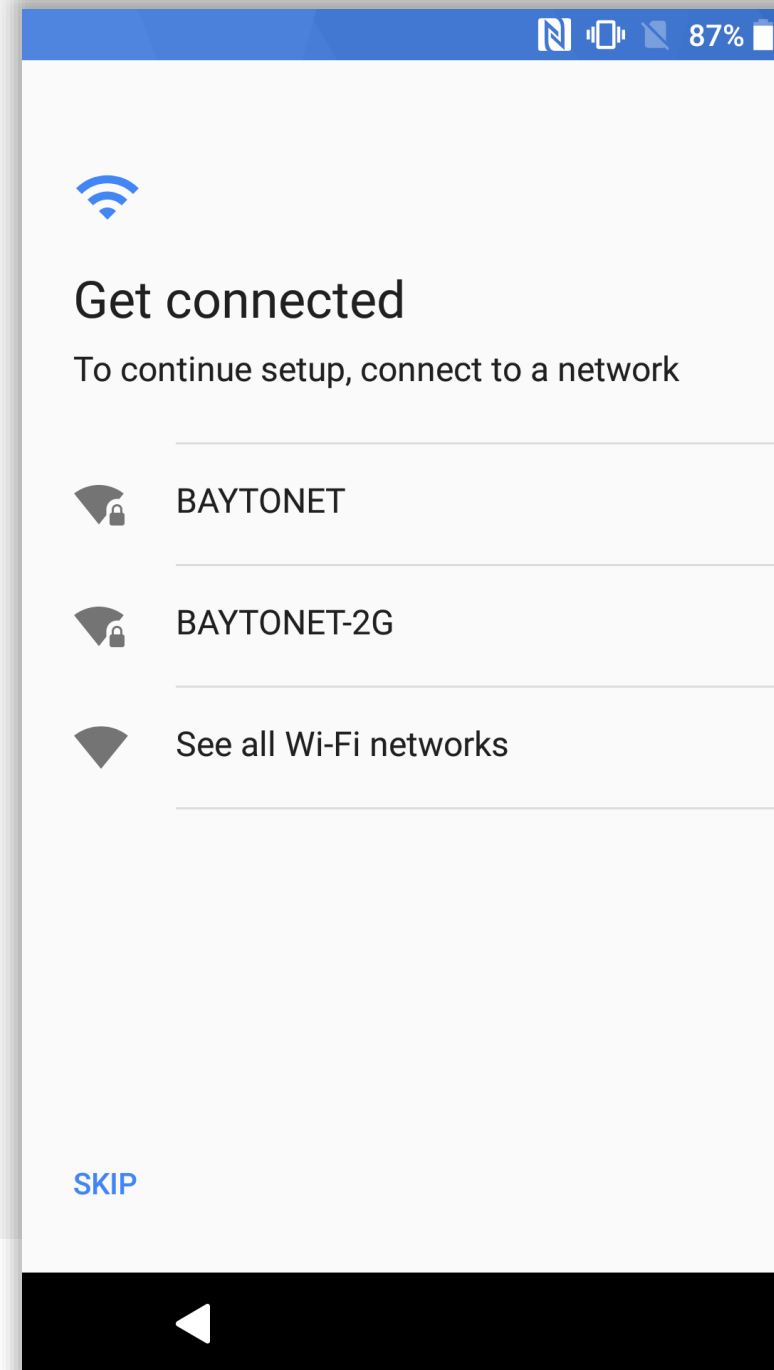 87%
Get connected
To continue setup, connect to a network
BAYTONET
BAYTONET-2G
See all Wi-Fi networks
SKIP